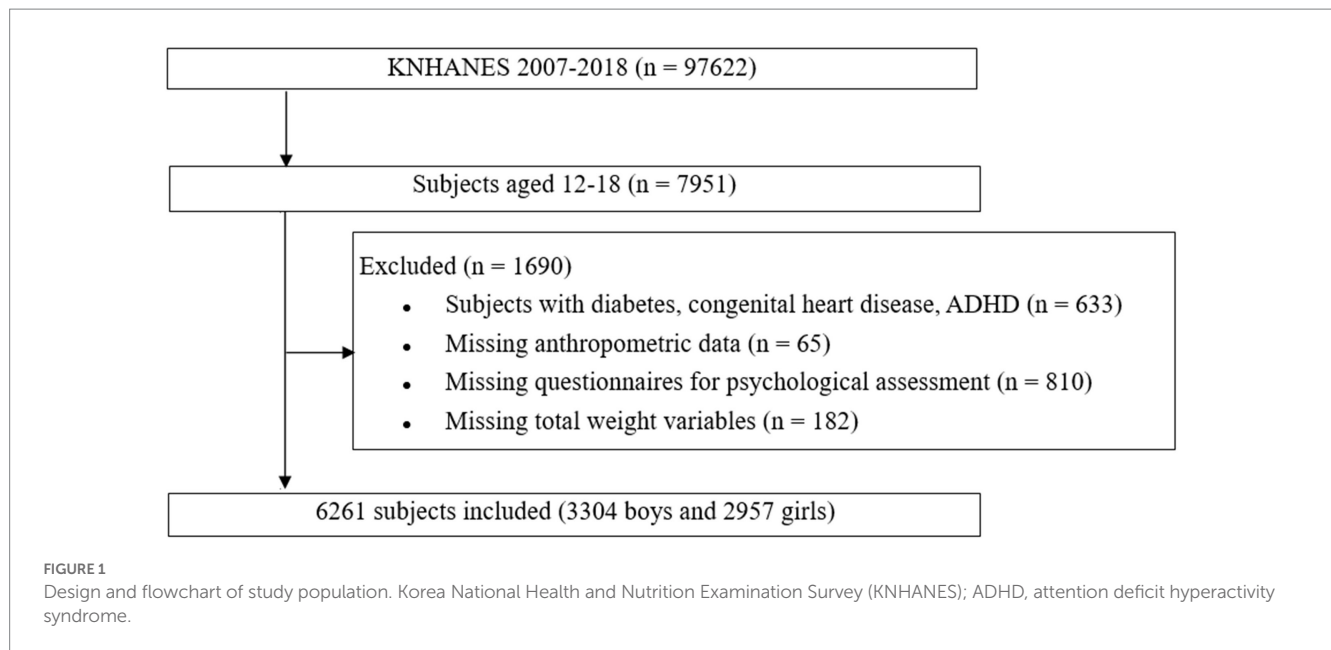 KNHANES 2007-2018 (n = 97622)
Subjects aged 12-18 (n = 7951)
Excluded (n = 1690)
• Subjects with diabetes, congenital heart disease, ADHD (n = 633)
• Missing anthropometric data (n = 65)
• Missing questionnaires for psychological assessment (n = 810)
• Missing total weight variables (n = 182)
6261 subjects included (3304 boys and 2957 girls)
FIGURE 1
Design and flowchart of study population. Korea National Health and Nutrition Examination Survey (KNHANES); ADHD, attention deficit hyperactivity
syndrome.